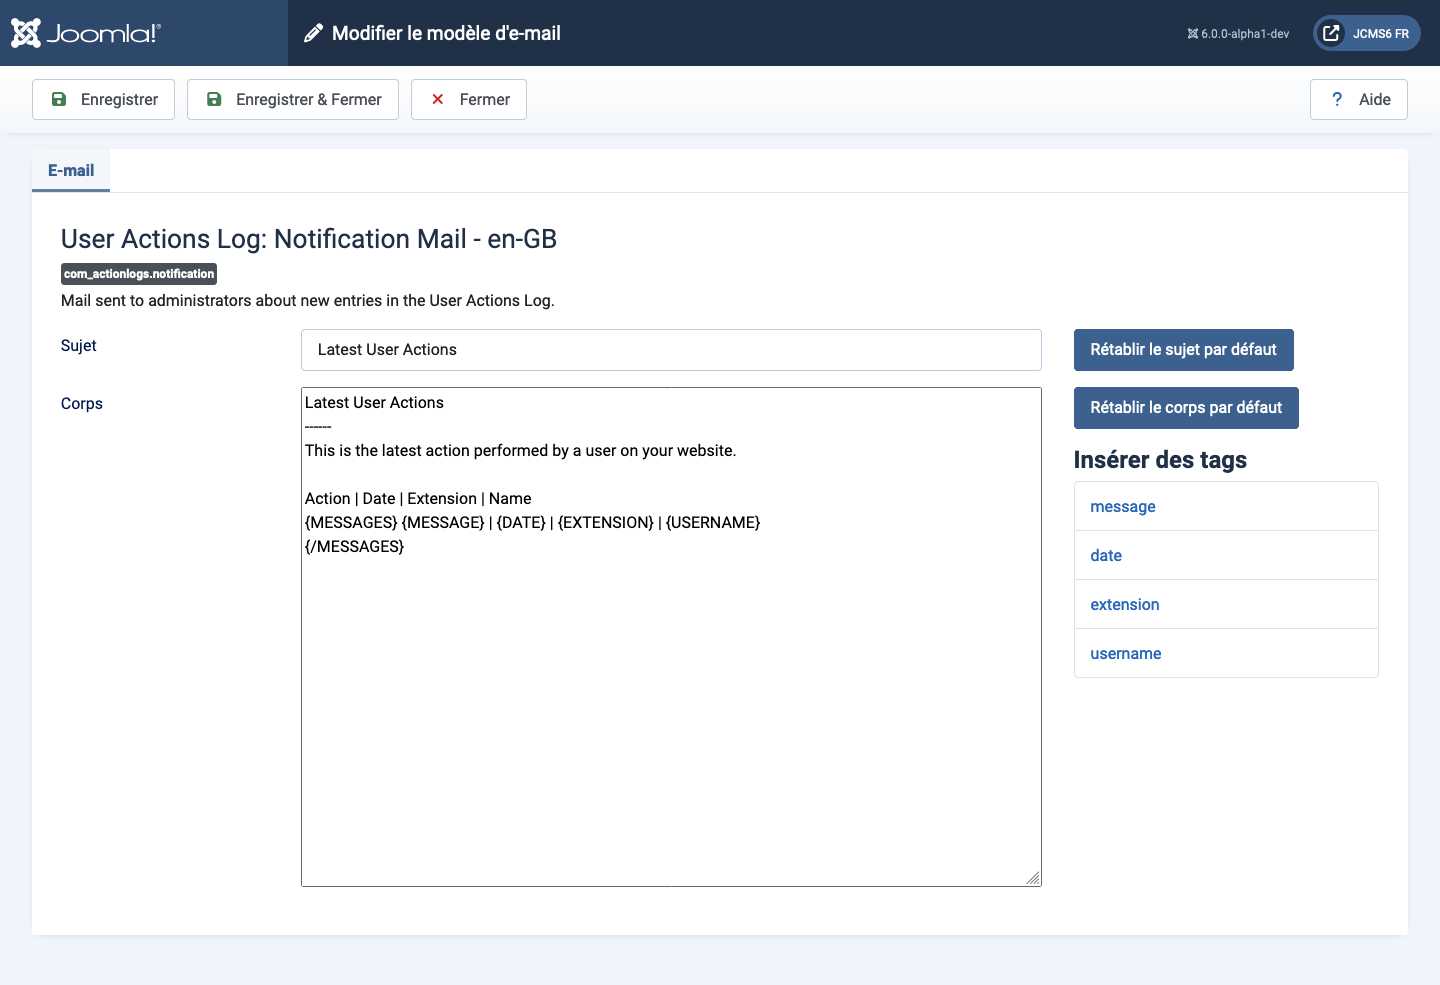 Joomla!®
Modifier le modèle d'e-mail
6.0.0-alpha1-dev
JCMS6 FR
Enregistrer
Enregistrer & Fermer
Fermer
? Aide
E-mail
User Actions Log: Notification Mail - en-GB
com_actionlogs.notification
Mail sent to administrators about new entries in the User Actions Log.
Sujet
Latest User Actions
Rétablir le sujet par défaut
Corps
Latest User Actions
------
This is the latest action performed by a user on your website.
Action | Date | Extension | Name
{MESSAGES} {MESSAGE} | {DATE} | {EXTENSION} | {USERNAME}
{/MESSAGES}
Rétablir le corps par défaut
Insérer des tags
message
date
extension
username